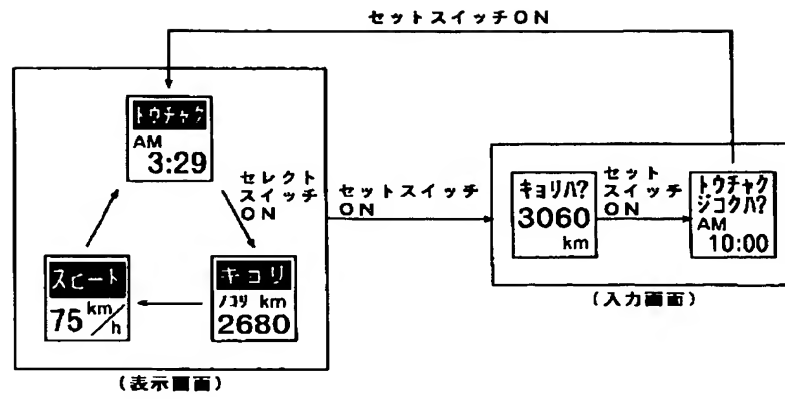 セットスイッチON
トウチャク
AM
3:29
セレクト
スイッチ
ON
スピート
75 km/h
キョリ
ノコリ km
2680
(表示画面)
セットスイッチ
ON
キョリハ?
3060
km
セット
スイッチ
ON
トウチャク
ジコクハ?
AM
10:00
(入力画面)